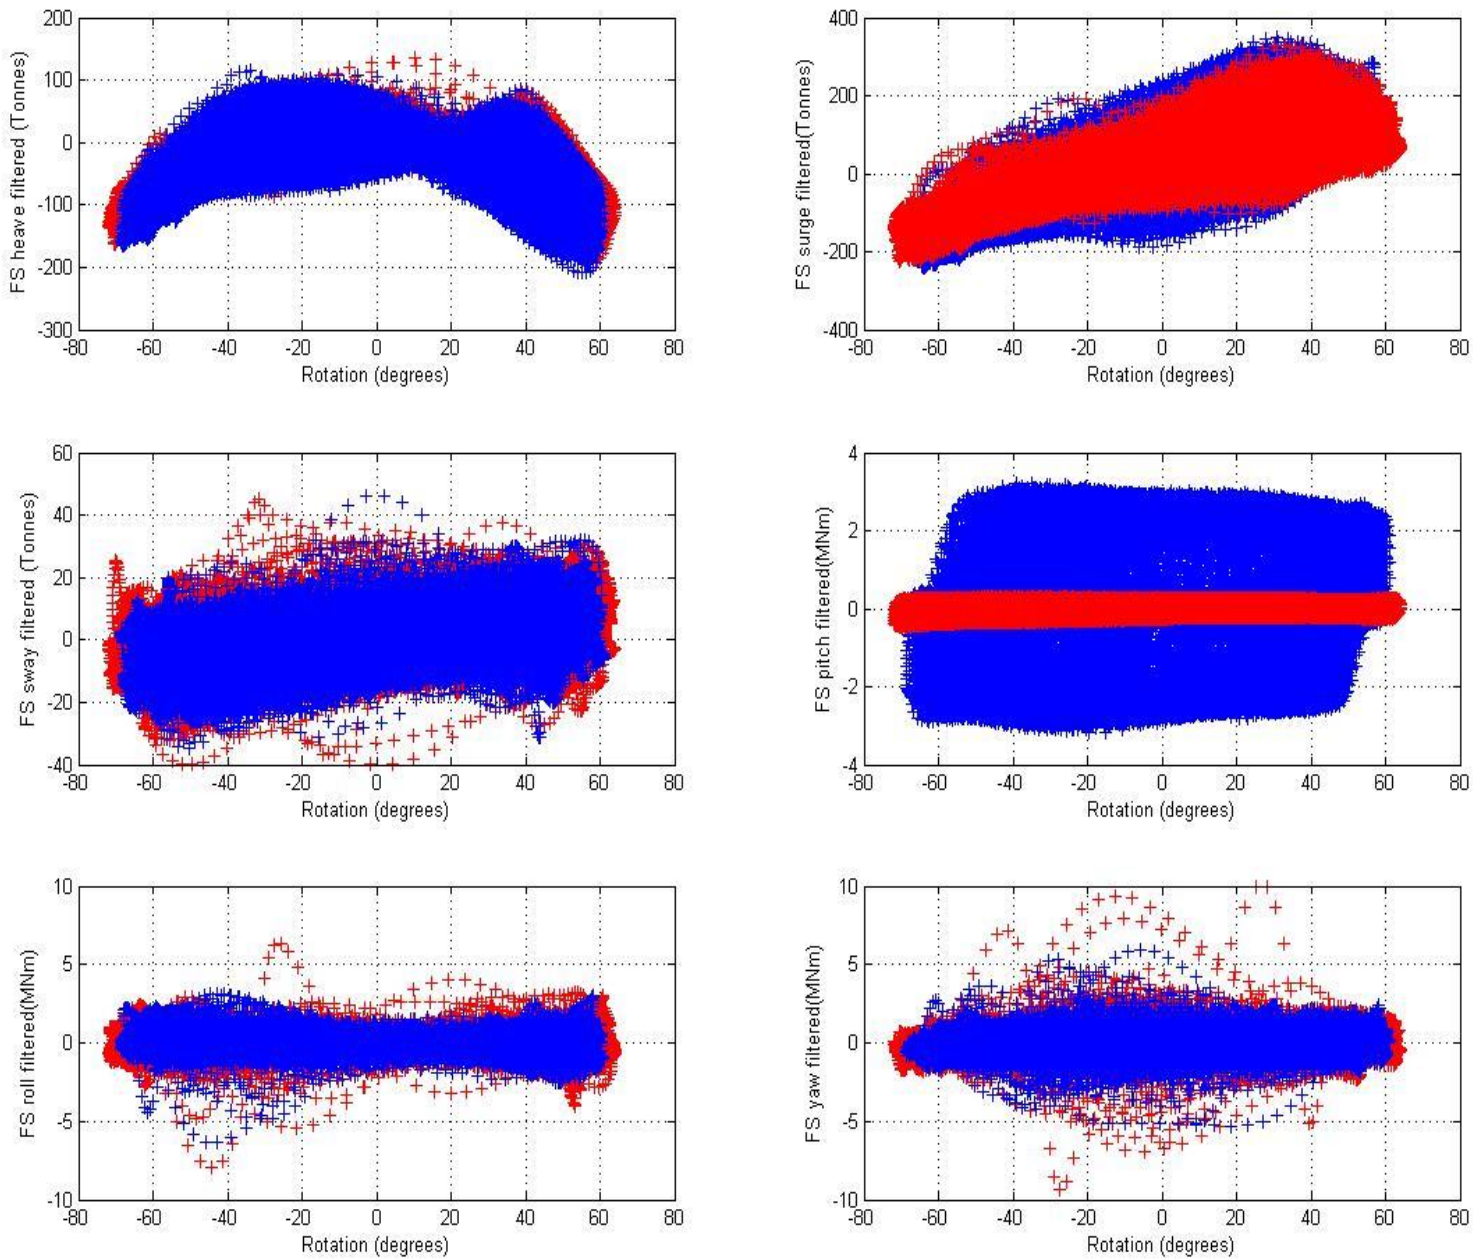 200
100
0
-100
-200
-300
FS heave filtered (Tonnes)
-80 -60 -40 -20 0 20 40 60 80
Rotation (degrees)
400
200
0
-200
-400
FS surge filtered(Tonnes)
-80 -60 -40 -20 0 20 40 60 80
Rotation (degrees)
60
40
20
0
-20
-40
FS sway filtered (Tonnes)
-80 -60 -40 -20 0 20 40 60 80
Rotation (degrees)
4
2
0
-2
-4
FS pitch filtered(MNm)
-80 -60 -40 -20 0 20 40 60 80
Rotation (degrees)
10
5
0
-5
-10
FS roll filtered(MNm)
-80 -60 -40 -20 0 20 40 60 80
Rotation (degrees)
10
5
0
-5
-10
FS yaw filtered(MNm)
-80 -60 -40 -20 0 20 40 60 80
Rotation (degrees)